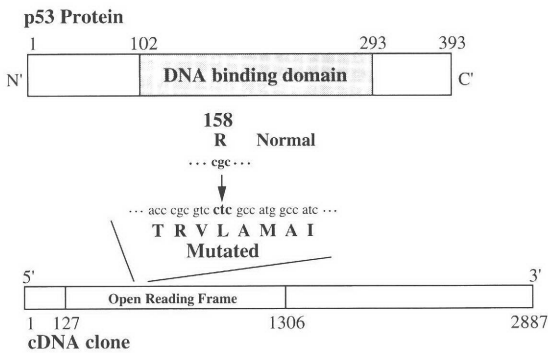 p53 Protein
1 102 293 393
N' DNA binding domain C'
158
R Normal
... cgc ...
... acc cgc gtc ctc gcc atg gcc atc ...
T R V L A M A I
Mutated
5' 3'
Open Reading Frame
1 127 1306 2887
cDNA clone